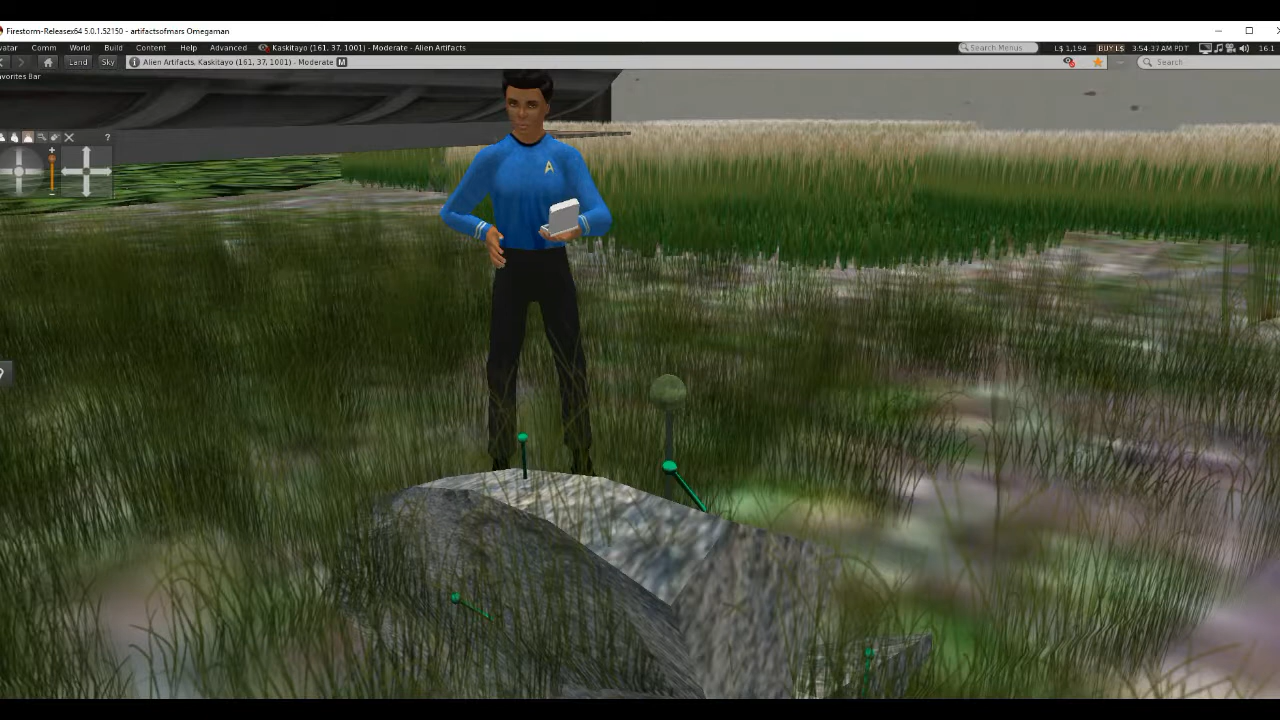 Firestorm-Releasex64 5.0.1.52150 - artifactsofmars Omegaman
vatar Comm World Build Content Help Advanced Kaskitayo (161, 37, 1001) - Moderate - Alien Artifacts Search Menus L$ 1,194 BUY L$ 3:54:37 AM PDT 16.1
Land Sky Alien Artifacts, Kaskitayo (161, 37, 1001) - Moderate M Search
avorites Bar
?